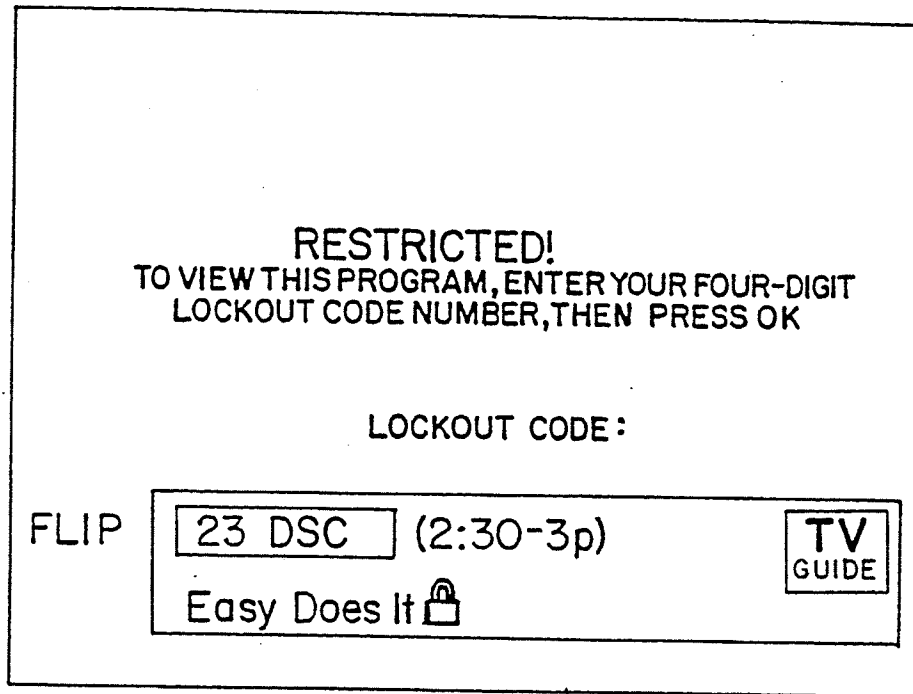 RESTRICTED!
TO VIEW THIS PROGRAM, ENTER YOUR FOUR-DIGIT
LOCKOUT CODE NUMBER, THEN PRESS OK
LOCKOUT CODE:
FLIP
23 DSC (2:30-3p)
TV
GUIDE
Easy Does It